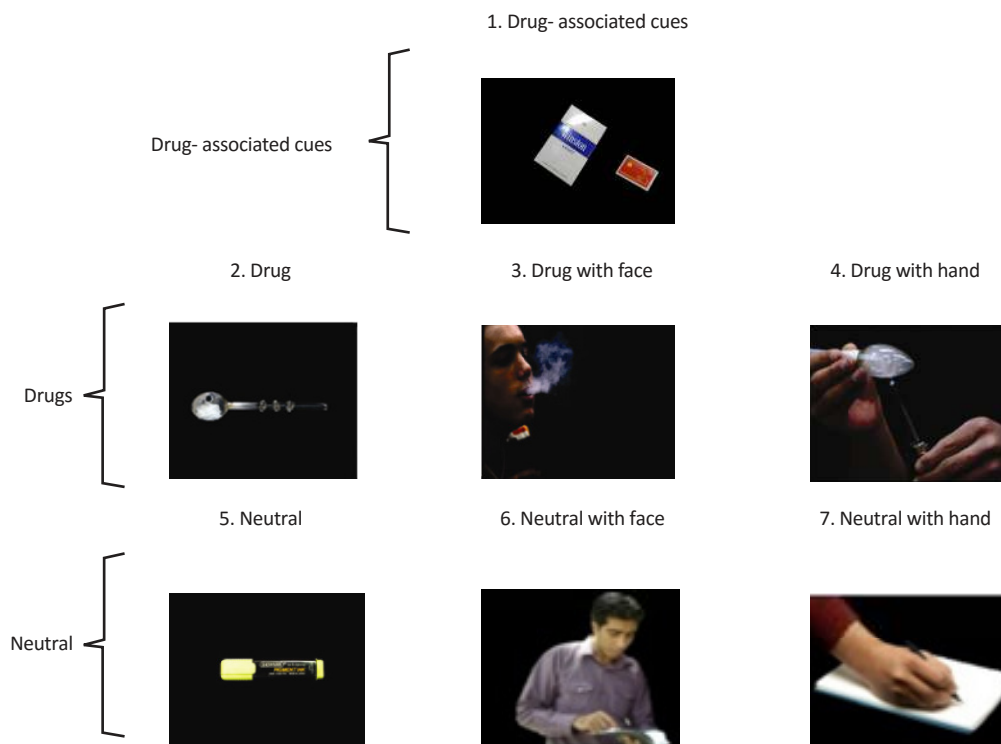 1. Drug- associated cues
Drug- associated cues
Winston
2. Drug
3. Drug with face
4. Drug with hand
Drugs
5. Neutral
6. Neutral with face
7. Neutral with hand
Neutral